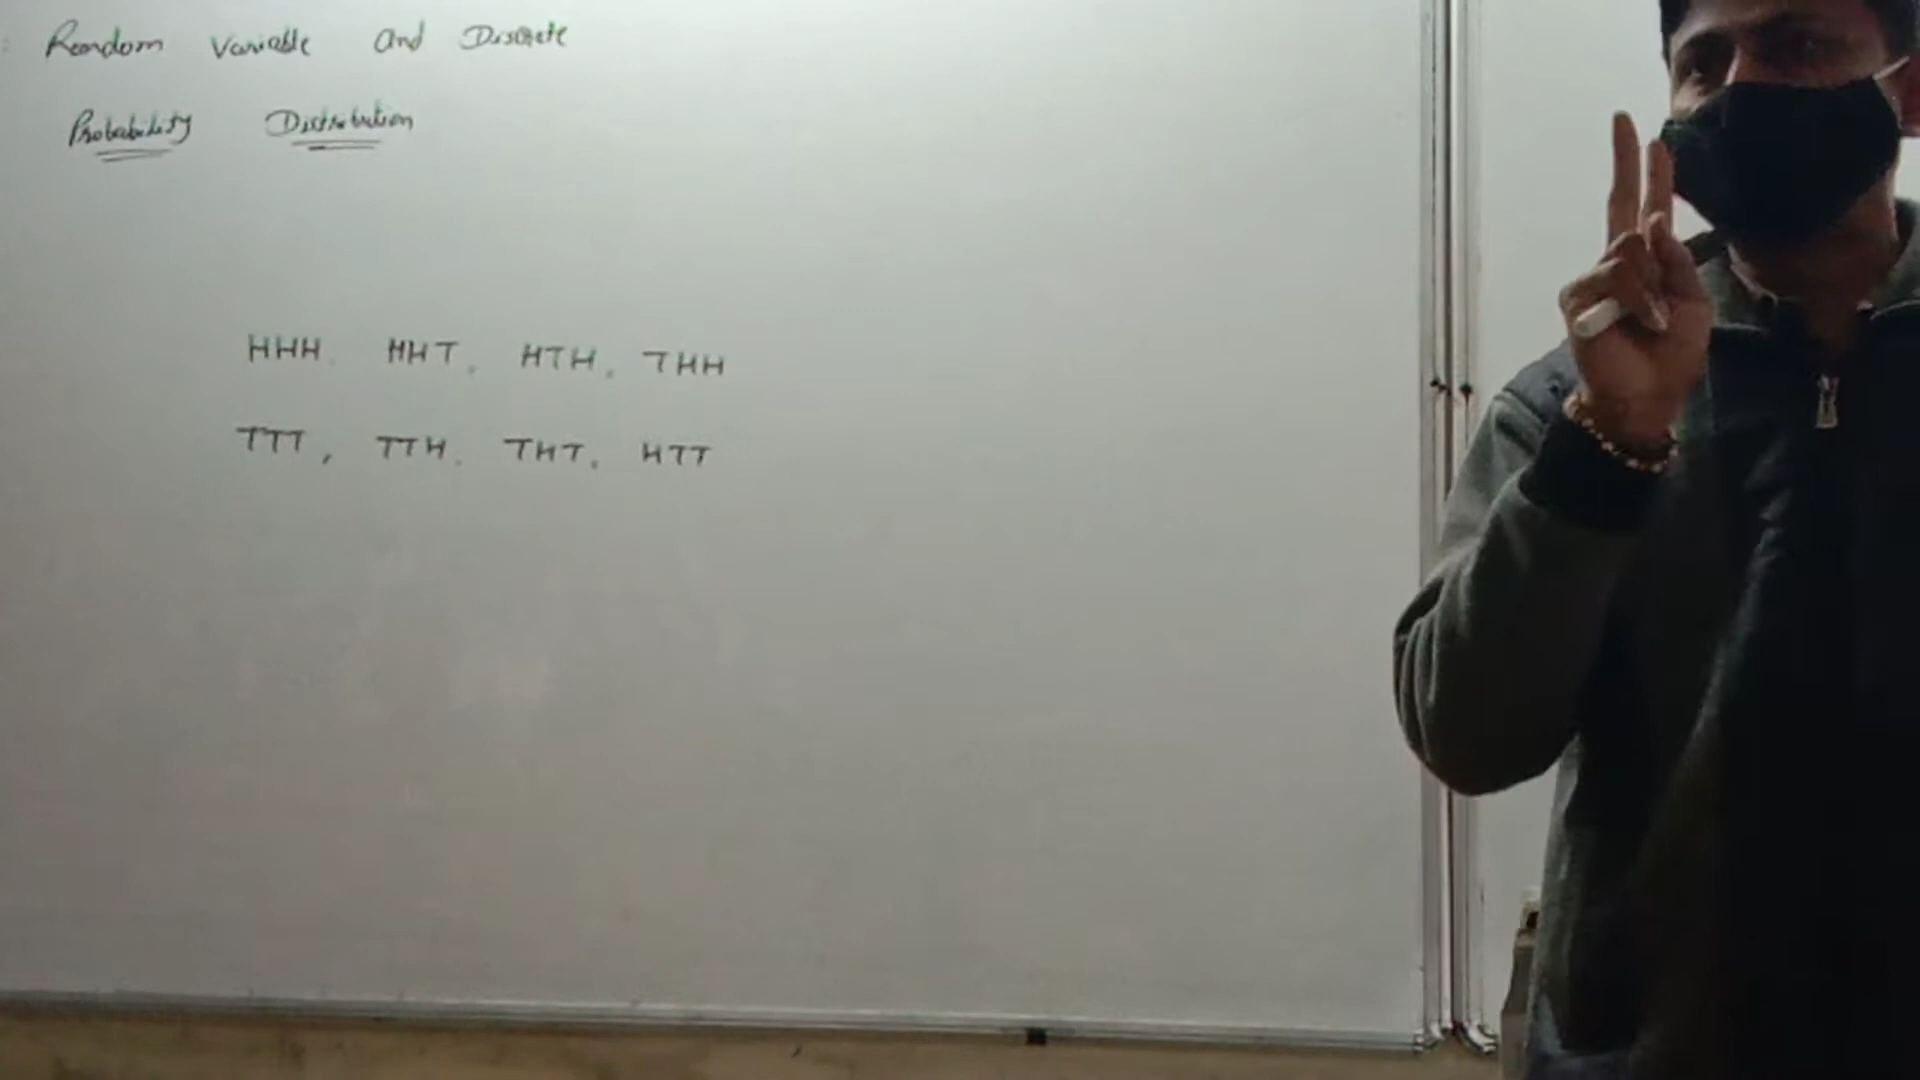 Random Variable and Discrete
Probability Distribution
HHH, HHT, HTH, THH
TTT, TTH, THT, HTT